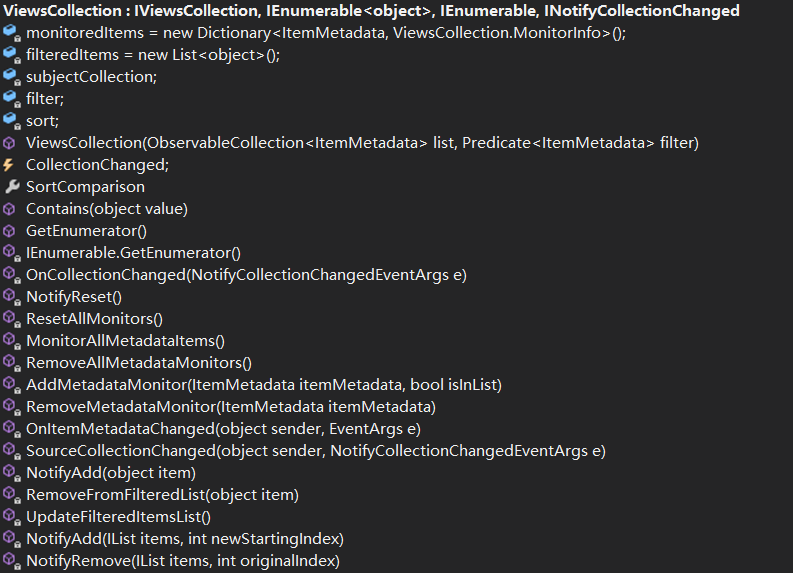 ViewsCollection : IViewsCollection, IEnumerable<object>, IEnumerable, INotifyCollectionChanged
monitoredItems = new Dictionary<ItemMetadata, ViewsCollection.MonitorInfo>();
filteredItems = new List<object>();
subjectCollection;
filter;
sort;
ViewsCollection(ObservableCollection<ItemMetadata> list, Predicate<ItemMetadata> filter)
CollectionChanged;
SortComparison
Contains(object value)
GetEnumerator()
IEnumerable.GetEnumerator()
OnCollectionChanged(NotifyCollectionChangedEventArgs e)
NotifyReset()
ResetAllMonitors()
MonitorAllMetadataItems()
RemoveAllMetadataMonitors()
AddMetadataMonitor(ItemMetadata itemMetadata, bool isInList)
RemoveMetadataMonitor(ItemMetadata itemMetadata)
OnItemMetadataChanged(object sender, EventArgs e)
SourceCollectionChanged(object sender, NotifyCollectionChangedEventArgs e)
NotifyAdd(object item)
RemoveFromFilteredList(object item)
UpdateFilteredItemsList()
NotifyAdd(IList items, int newStartingIndex)
NotifyRemove(IList items, int originalIndex)